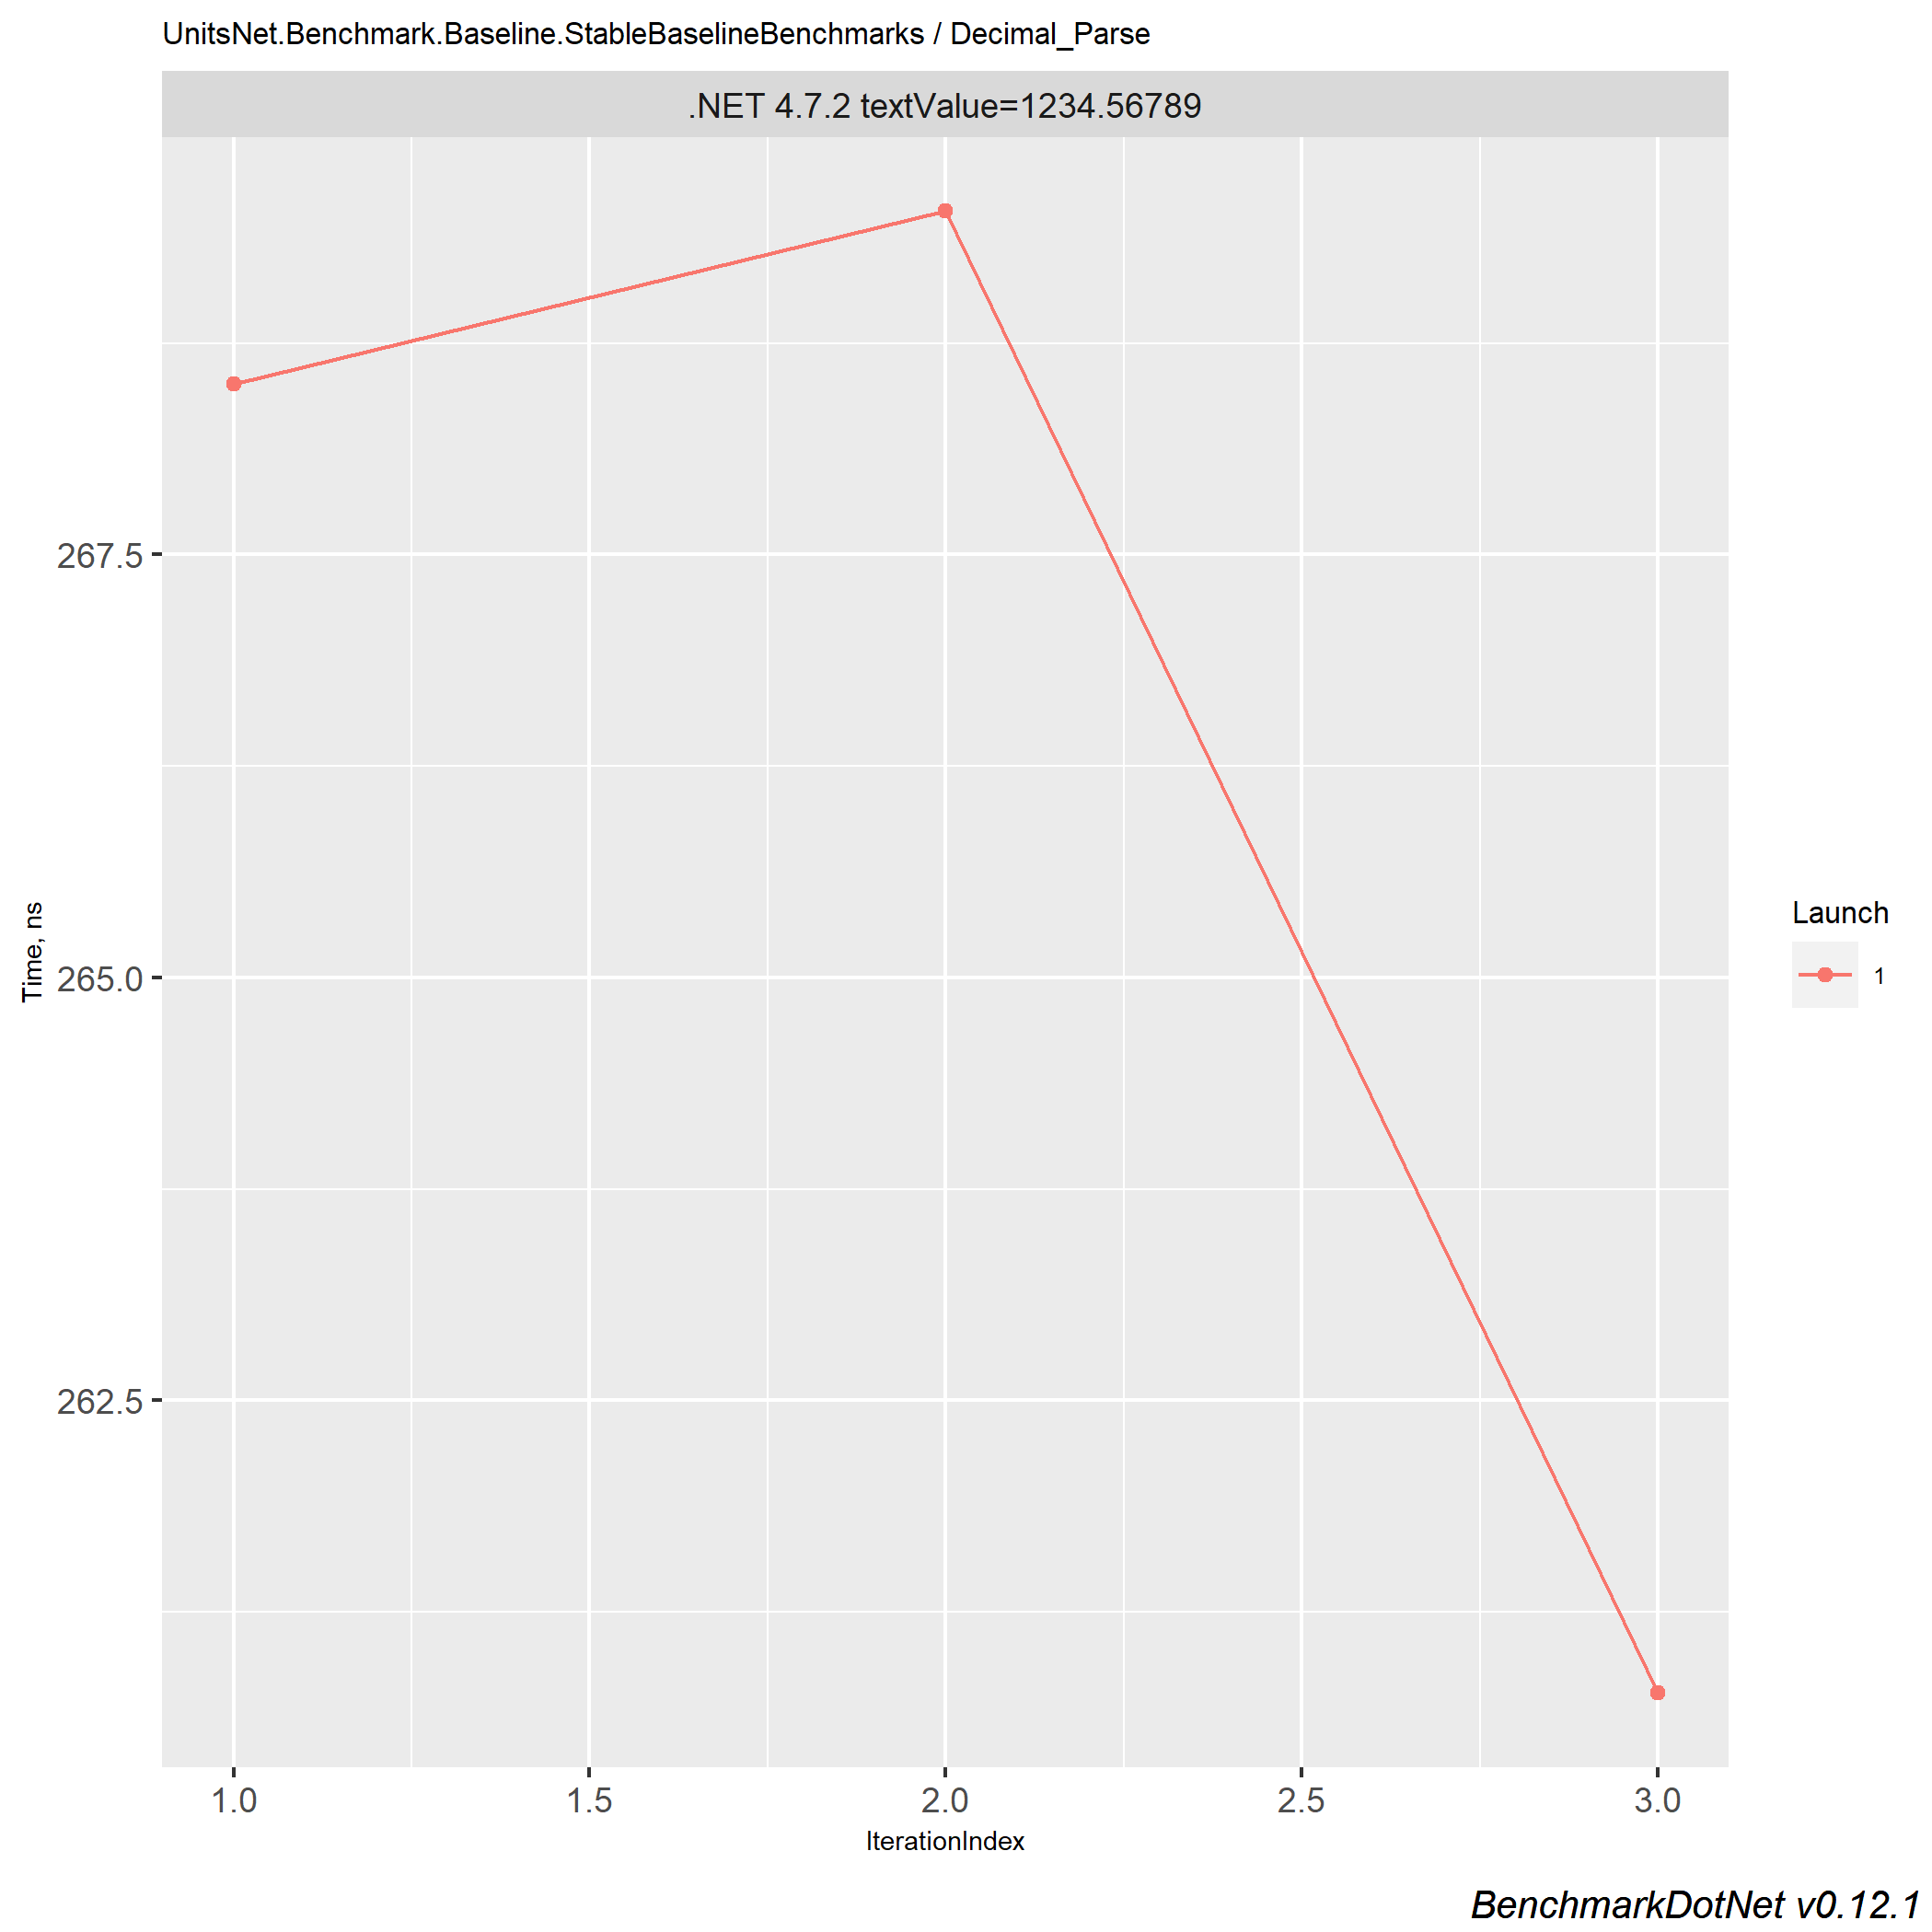 UnitsNet.Benchmark.Baseline.StableBaselineBenchmarks / Decimal_Parse
.NET 4.7.2 textValue=1234.56789
267.5
265.0
262.5
Time, ns
1.0 1.5 2.0 2.5 3.0
IterationIndex
Launch
1
BenchmarkDotNet v0.12.1